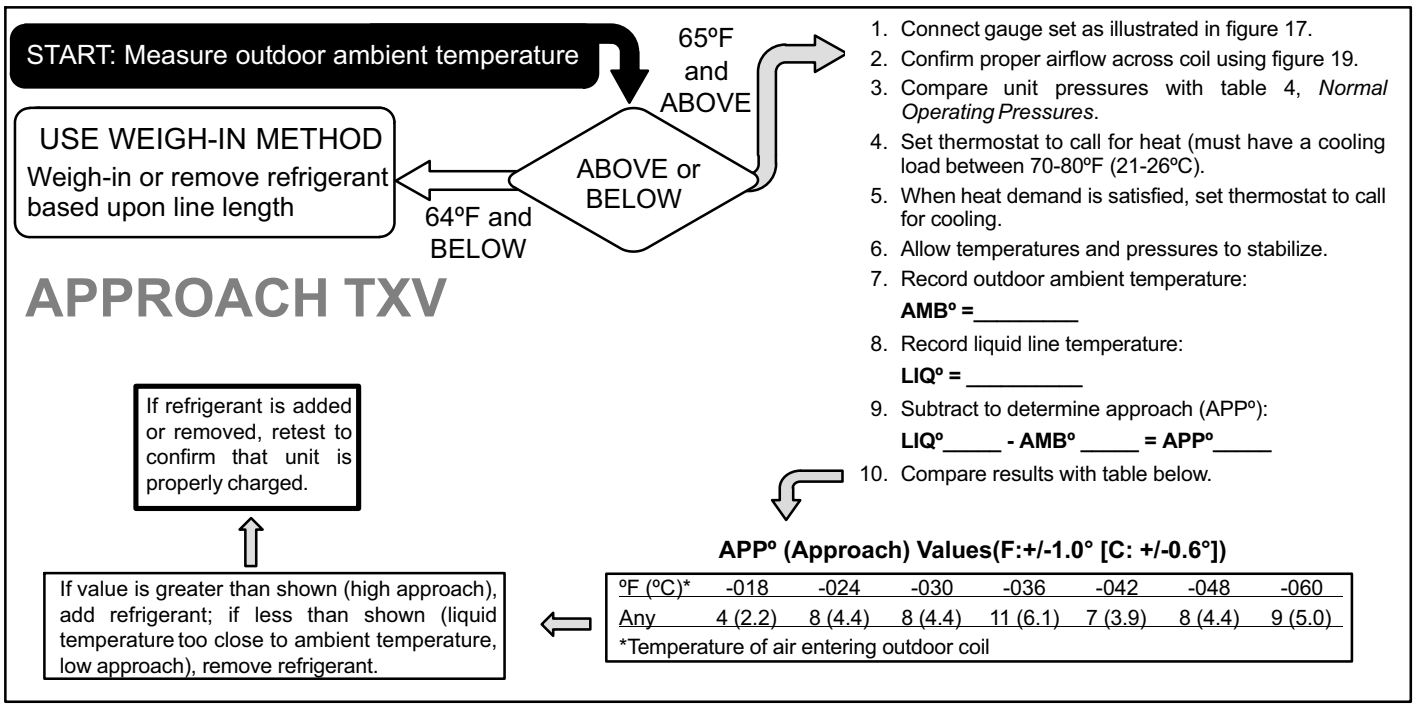 START: Measure outdoor ambient temperature
65ºF
and
ABOVE
ABOVE or
BELOW
64ºF and
BELOW
USE WEIGH-IN METHOD
Weigh-in or remove refrigerant
based upon line length
APPROACH TXV
1. Connect gauge set as illustrated in figure 17.
2. Confirm proper airflow across coil using figure 19.
3. Compare unit pressures with table 4, Normal
Operating Pressures.
4. Set thermostat to call for heat (must have a cooling
load between 70-80ºF (21-26ºC).
5. When heat demand is satisfied, set thermostat to call
for cooling.
6. Allow temperatures and pressures to stabilize.
7. Record outdoor ambient temperature:
AMBº =_________
8. Record liquid line temperature:
LIQº = _________
9. Subtract to determine approach (APPº):
LIQº_____ - AMBº _____ = APPº_____
10. Compare results with table below.
APPº (Approach) Values(F:+/-1.0° [C: +/-0.6°])
ºF (ºC)* -018 -024 -030 -036 -042 -048 -060
Any 4 (2.2) 8 (4.4) 8 (4.4) 11 (6.1) 7 (3.9) 8 (4.4) 9 (5.0)
*Temperature of air entering outdoor coil
If value is greater than shown (high approach),
add refrigerant; if less than shown (liquid
temperature too close to ambient temperature,
low approach), remove refrigerant.
If refrigerant is added
or removed, retest to
confirm that unit is
properly charged.